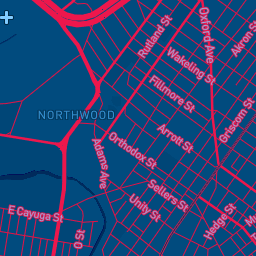 Rutland St
Oxford Ave
Akron St
Wakeling St
Fillmore St
NORTHWOOD
Arrott St
Griscom St
Orthodox St
Adams Ave
Sellers St
Unity St
E Cayuga St
O St
Hedge St